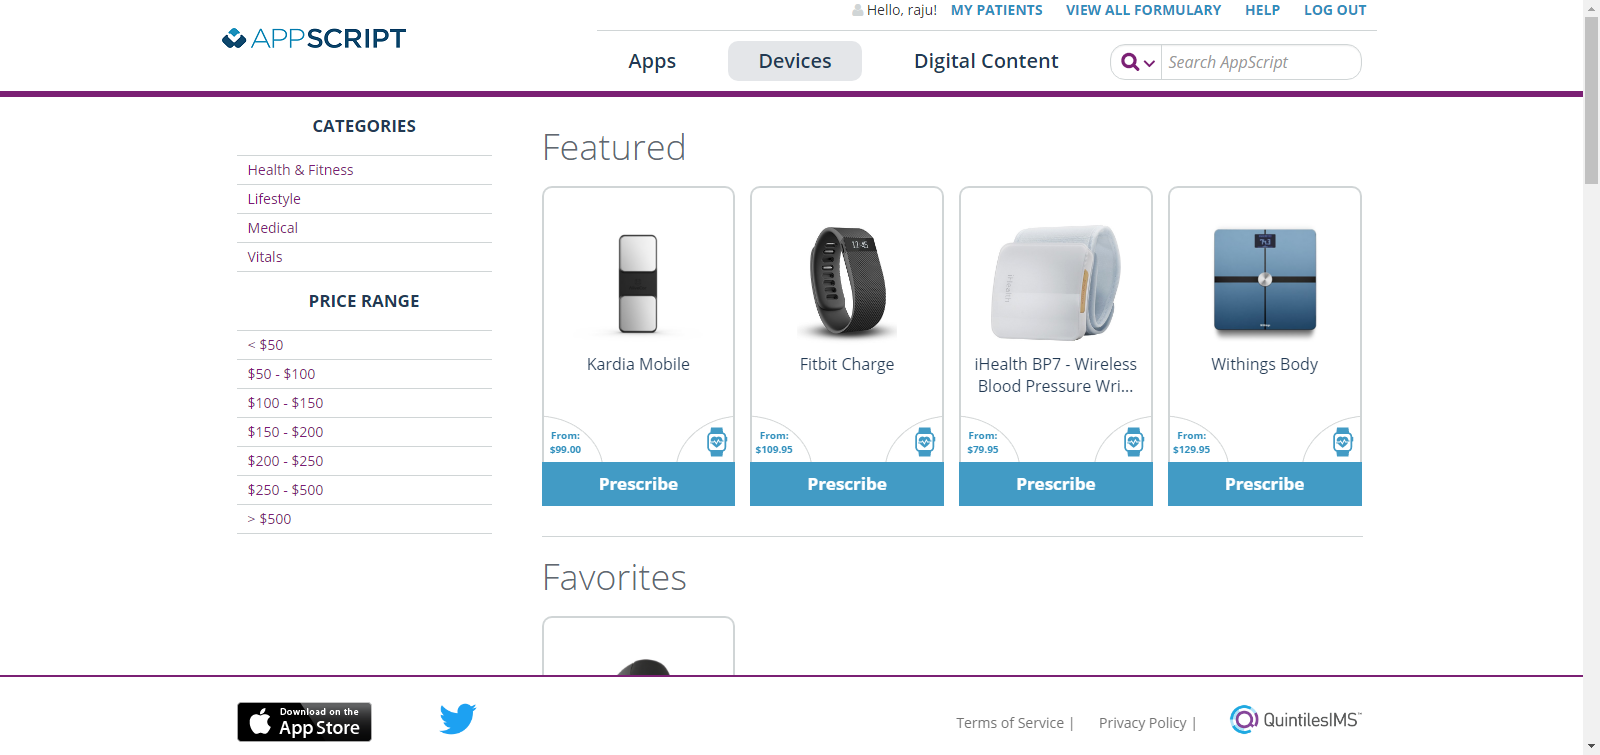 Hello, raju! MY PATIENTS VIEW ALL FORMULARY HELP LOG OUT
APPSCRIPT
Apps Devices Digital Content Search AppScript
CATEGORIES
Health & Fitness
Lifestyle
Medical
Vitals
PRICE RANGE
< $50
$50 - $100
$100 - $150
$150 - $200
$200 - $250
$250 - $500
> $500
Featured
Kardia Mobile
From:
$99.00
Prescribe
12:45
Fitbit Charge
From:
$109.95
Prescribe
iHealth
iHealth BP7 - Wireless
Blood Pressure Wri...
From:
$79.95
Prescribe
Withings Body
From:
$129.95
Prescribe
Favorites
Download on the
App Store
Terms of Service |
Privacy Policy |
QuintilesIMS™